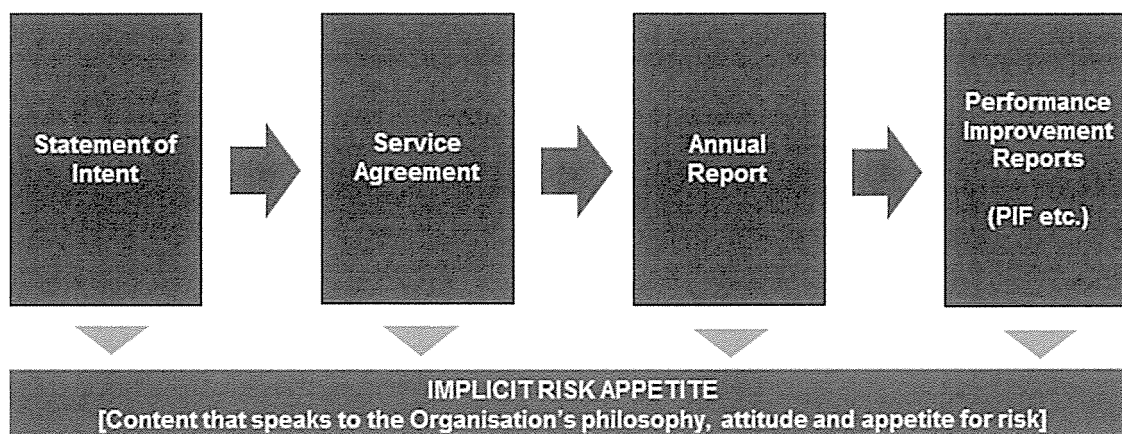 Statement of
Intent
Service
Agreement
Annual
Report
Performance
Improvement
Reports
(PIF etc.)
IMPLICIT RISK APPETITE
[Content that speaks to the Organisation's philosophy, attitude and appetite for risk]